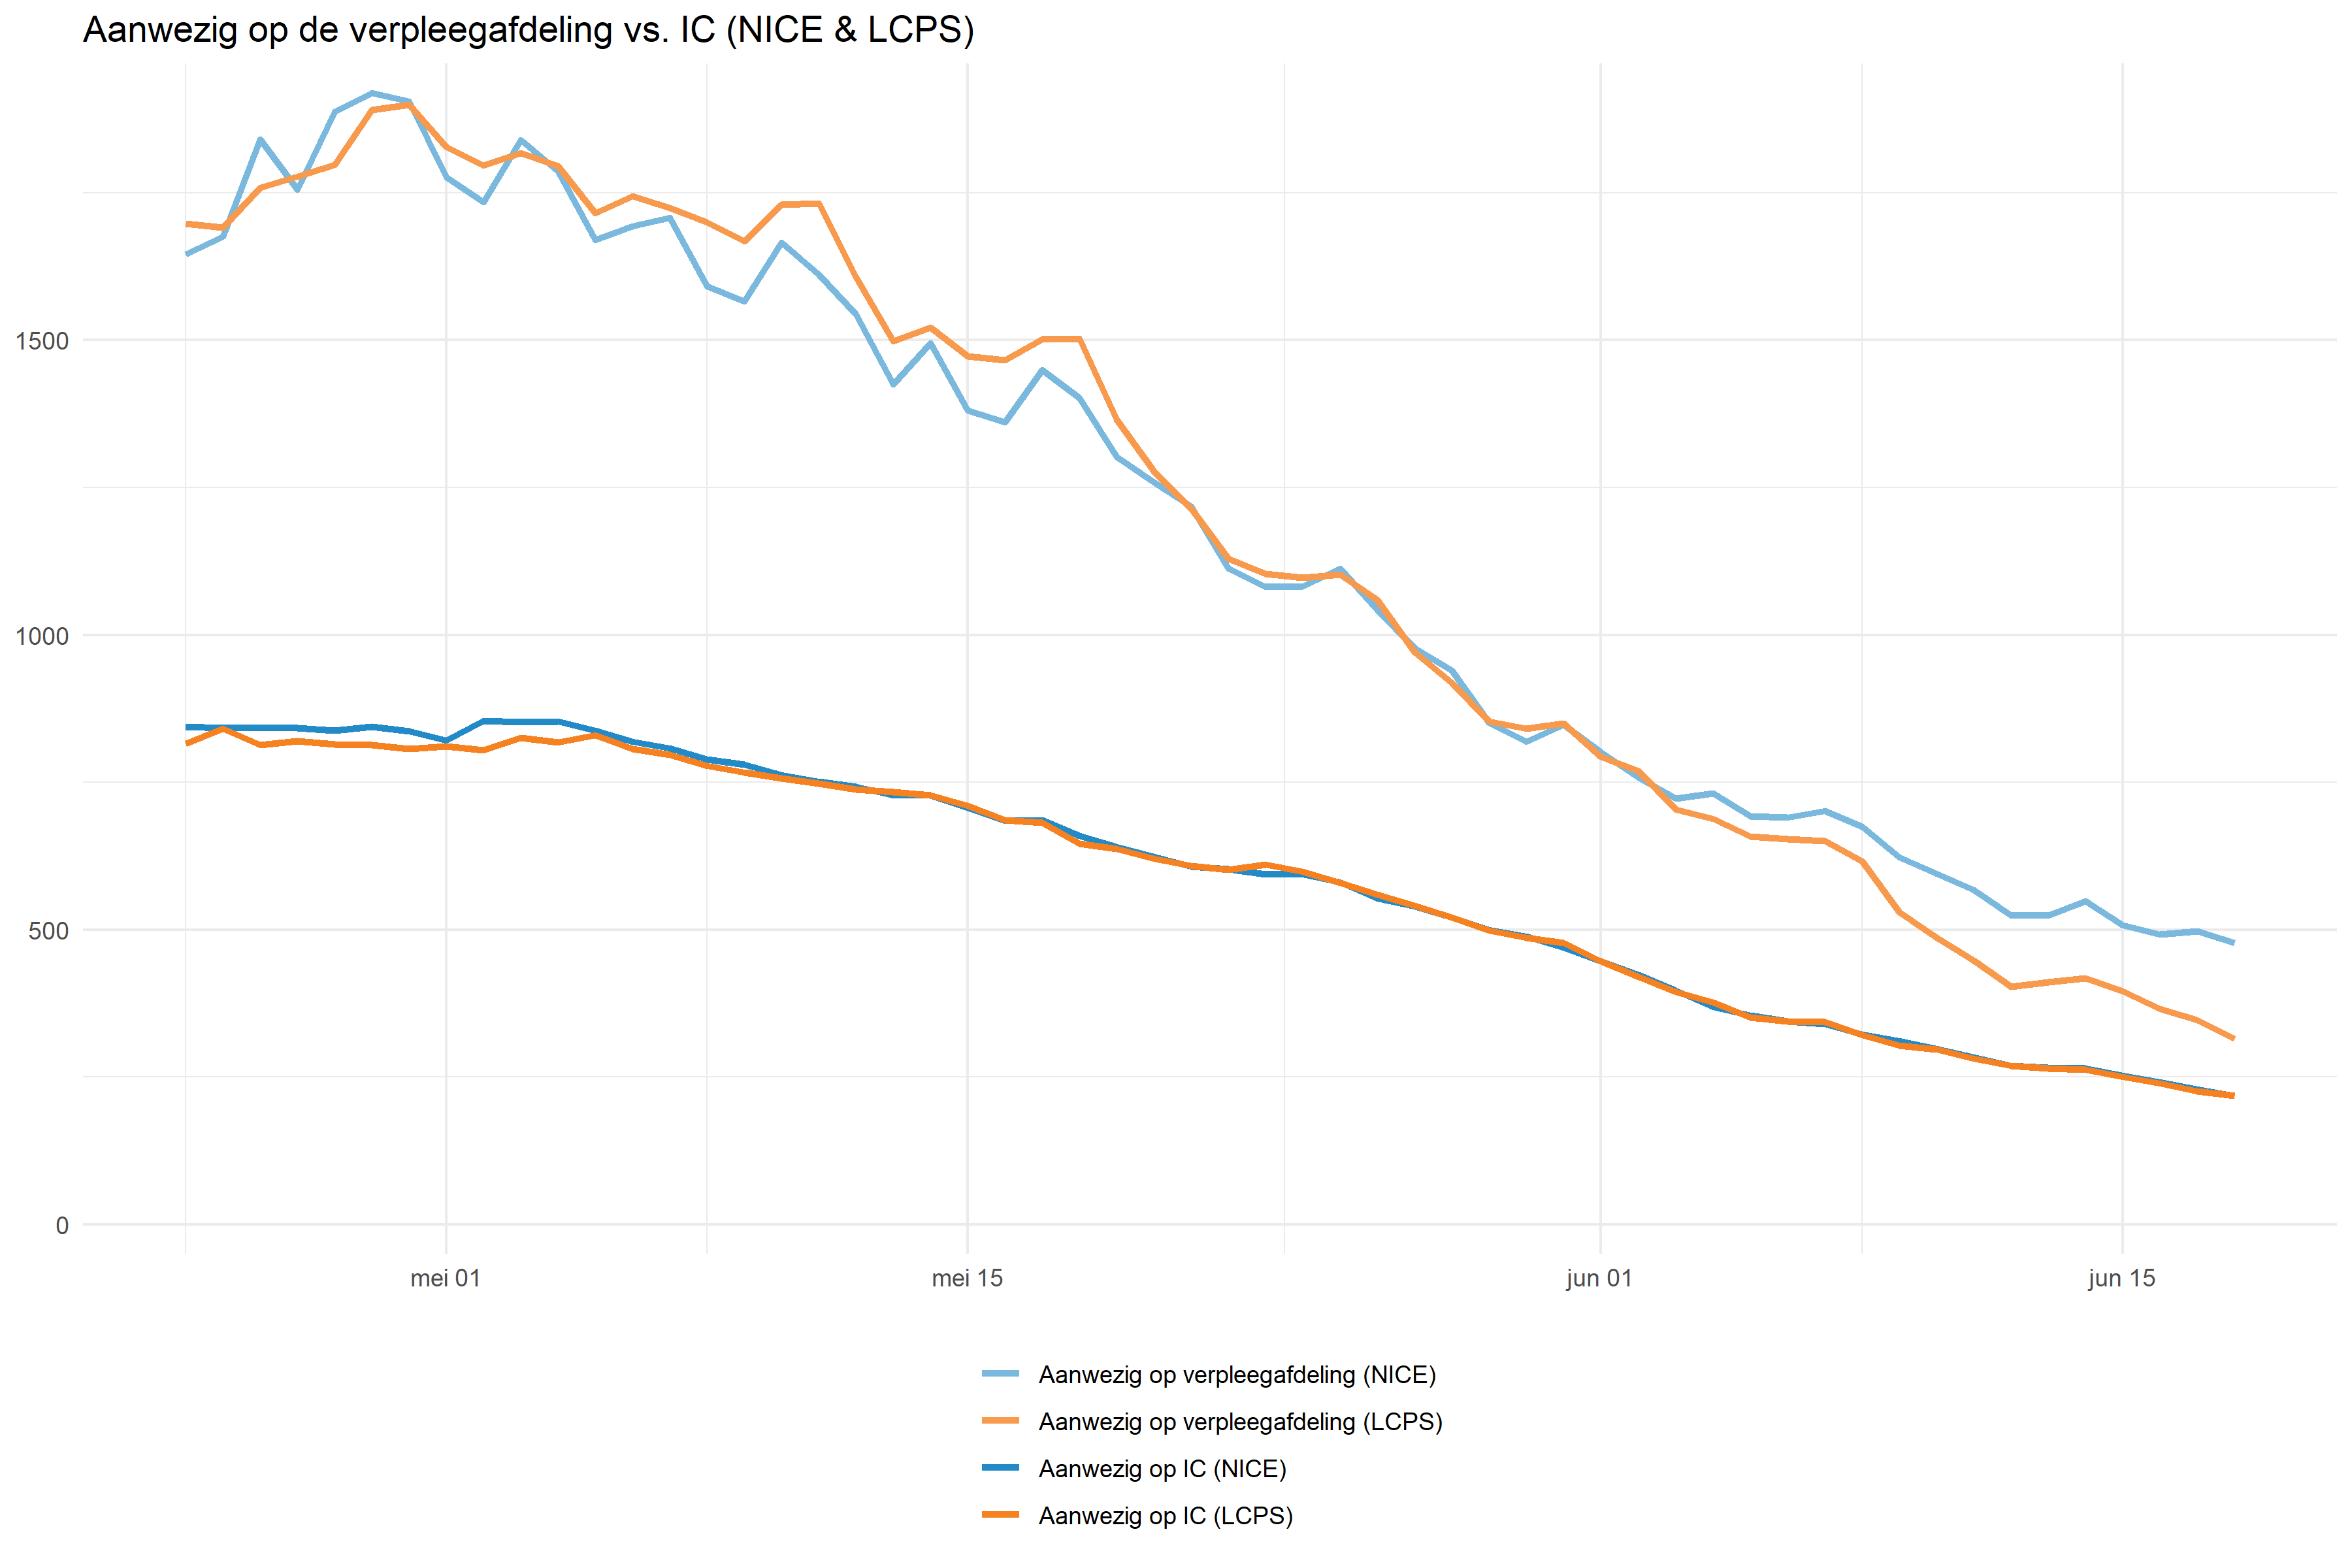 Aanwezig op de verpleegafdeling vs. IC (NICE & LCPS)
1500
1000
500
0
mei 01 mei 15 jun 01 jun 15
Aanwezig op verpleegafdeling (NICE)
Aanwezig op verpleegafdeling (LCPS)
Aanwezig op IC (NICE)
Aanwezig op IC (LCPS)